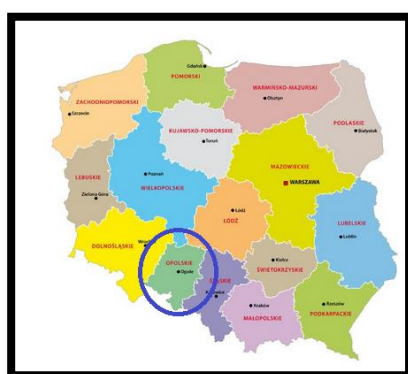 Gdańsk
POMORSKI
WARMIŃSKO-MAZURSKI
Olsztyn
ZACHODNIOPOMORSKI
Szczecin
PODLASKIE
Białystok
KUJAWSKO-POMORSKIE
Toruń
MAZOWIECKIE
WARSZAWA
LEBUSKIE
Zielona Góra
Poznań
WIELKOPOLSKIE
Łódź
ŁÓDŹ
LUBELSKIE
Lublin
DOLNOŚLĄSKIE
OPOLSKIE
Opole
Kielce
ŚWIĘTOKRZYSKIE
Kraków
MAŁOPOLSKIE
Rzeszów
PODKARPACKIE